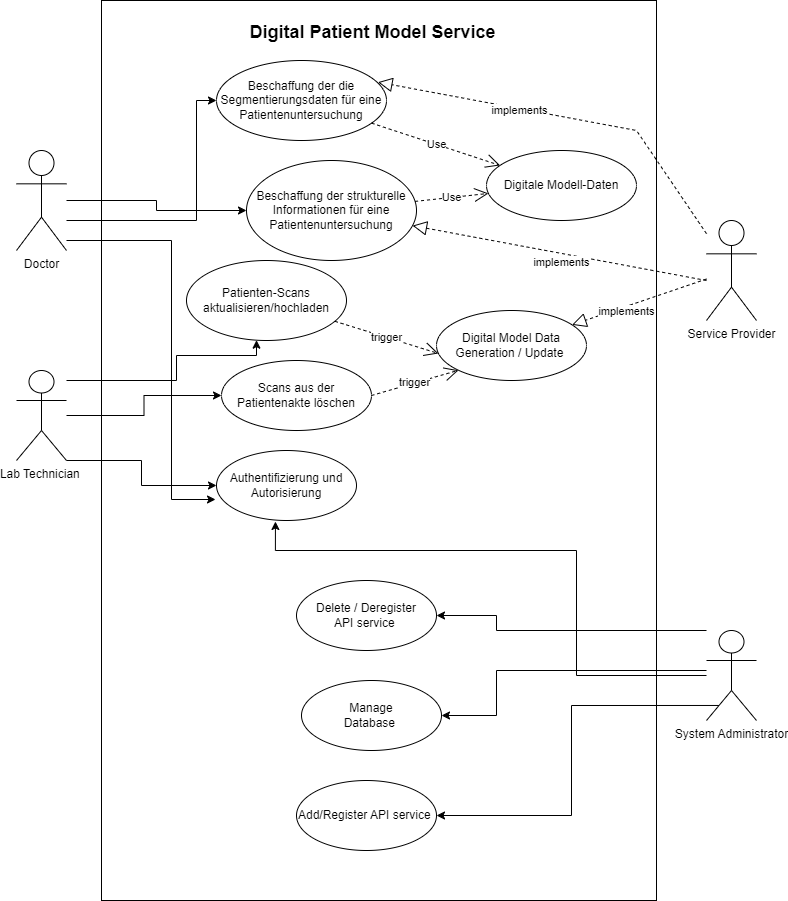 Digital Patient Model Service
Beschaffung der die
Segmentierungsdaten für eine
Patientenuntersuchung
implements
Use
Digitale Modell-Daten
Beschaffung der strukturelle
Informationen für eine
Patientenuntersuchung
Use
Doctor
implements
Patienten-Scans
aktualisieren/hochladen
implements
Service Provider
trigger
Digital Model Data
Generation / Update
trigger
Scans aus der
Patientenakte löschen
Lab Technician
Authentifizierung und
Autorisierung
Delete / Deregister
API service
Manage
Database
System Administrator
Add/Register API service